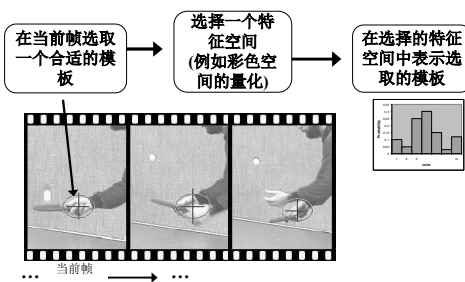 在当前帧选取
一个合适的模
板
选择一个特
征空间
(例如彩色空
间的量化)
在选择的特征
空间中表示选
取的模板
Probability
color
... 当前帧 ...